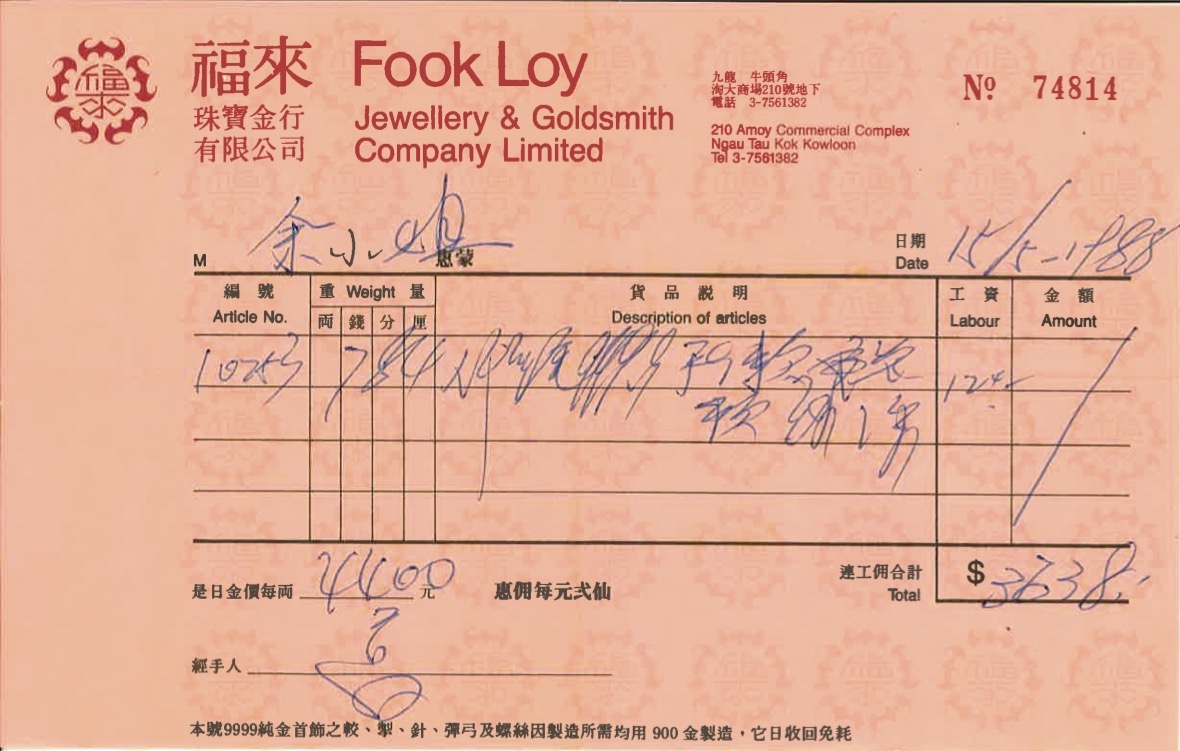 福來
珠寶金行
有限公司
Fook Loy
Jewellery & Goldsmith
Company Limited
九龍 牛頭角
淘大商場210號地下
電話 3-7561382
210 Amoy Commercial Complex
Ngau Tau Kok Kowloon
Tel 3-7561382
Nº 74814
M 余小姐 惠蒙
日期 Date 15/5-1988
編號 重 Weight 量 貨品説明 工資 金額
Article No. 両 錢 分 厘 Description of articles Labour Amount
10253 7 8 4 124-
連工佣合計
Total $ 3638.
是日金價每両 4400 元 惠佣每元弍仙
經手人
本號9999純金首飾之較、掣、針、彈弓及螺絲因製造所需均用 900 金製造，它日收回免耗